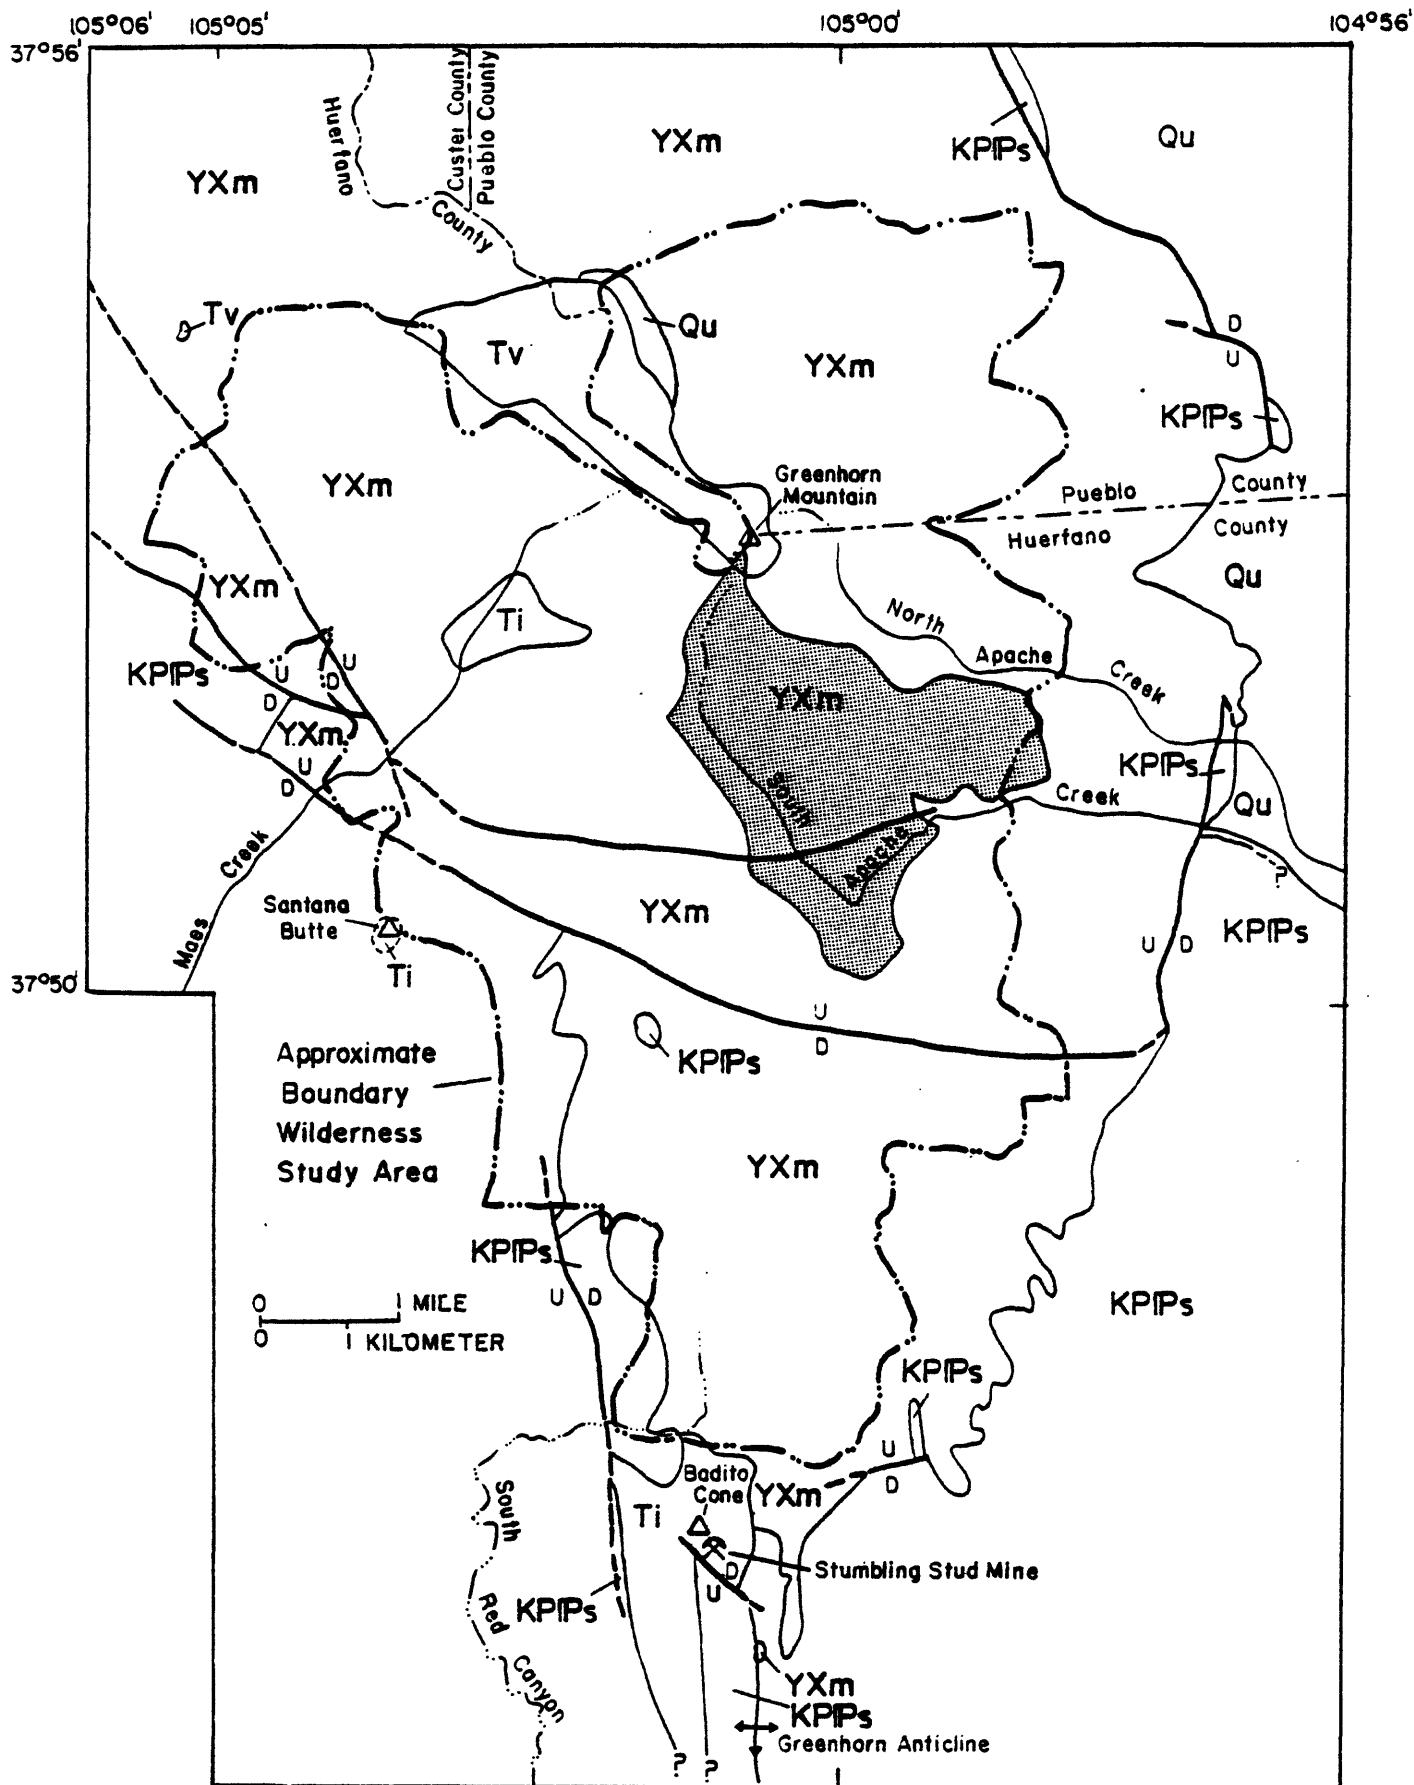 105°06' 105°05' 105°00' 104°56'
37°56'
Huerfano
County
Custer County
Pueblo County
YXm
YXm
KPIPs
Qu
Tv
Tv
Qu
YXm
D
U
KPIPs
YXm
Greenhorn
Mountain
Pueblo County
Huerfano County
Qu
YXm
Ti
North
Apache
Creek
KPIPs
U
D
U
D
YXm
YXm
U
D
South
Apache
Creek
KPIPs
Qu
U
?
Maes
Creek
Santana
Butte
Ti
YXm
U D
KPIPs
37°50'
U
D
KPIPs
Approximate
Boundary
Wilderness
Study Area
YXm
KPIPs
U D
0 1 MILE
0 1 KILOMETER
KPIPs
KPIPs
U
D
Badito
Cone
YXm
Ti
South
Red
Canyon
Stumbling Stud Mine
D
U
KPIPs
YXm
KPIPs
Greenhorn Anticline
? ?